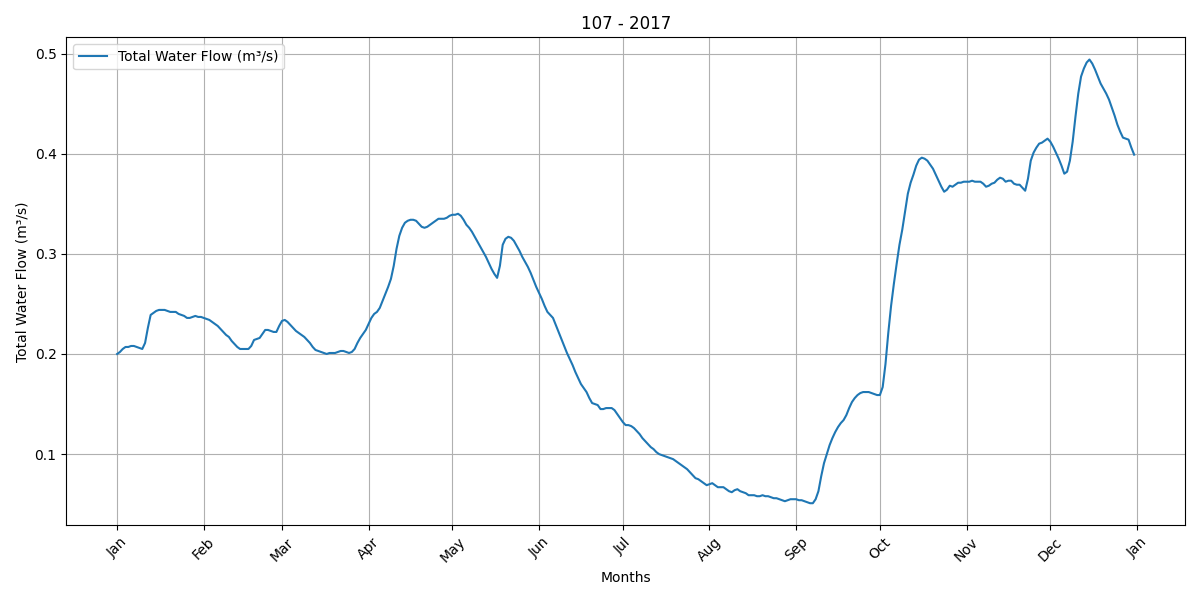 107 - 2017
Total Water Flow (m³/s)
Total Water Flow (m³/s)
0.5
0.4
0.3
0.2
0.1
Jan Feb Mar Apr May Jun Jul Aug Sep Oct Nov Dec Jan
Months